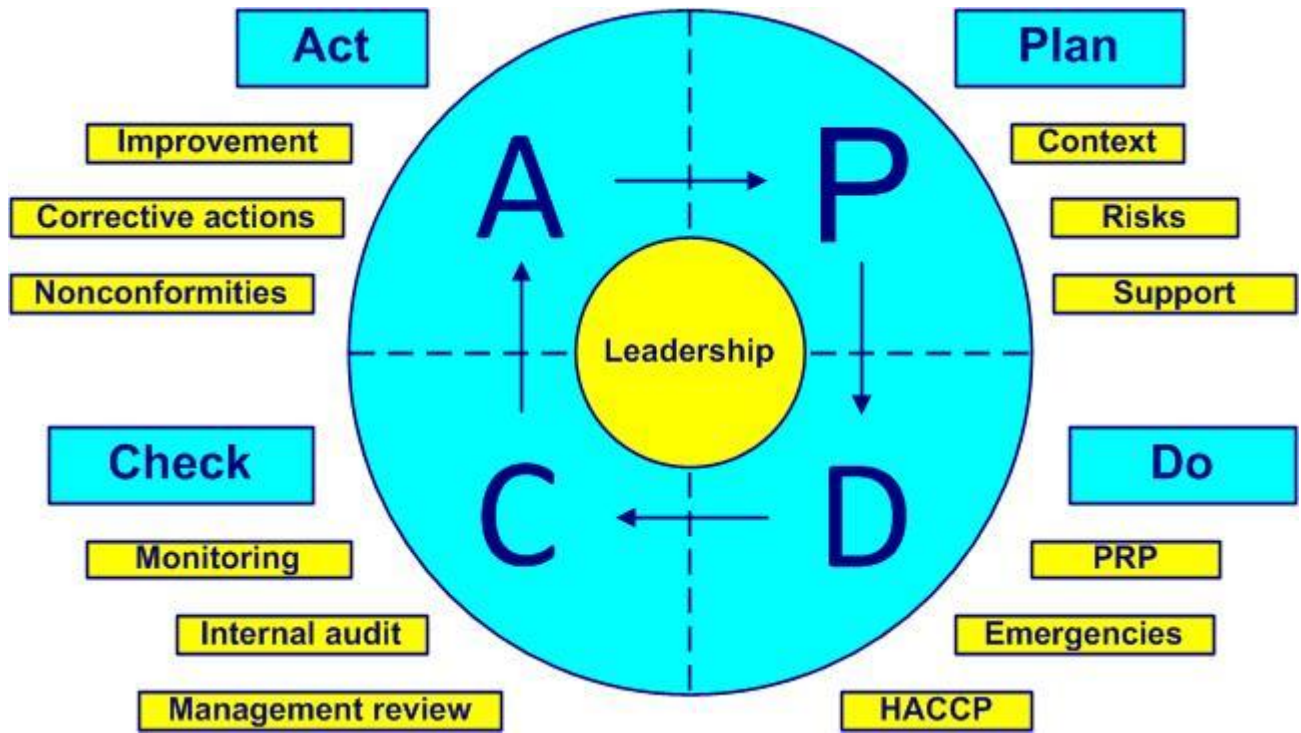 Act
Plan
Improvement
Context
Corrective actions
Risks
Nonconformities
Support
A
P
Leadership
C
D
Check
Do
Monitoring
PRP
Internal audit
Emergencies
Management review
HACCP